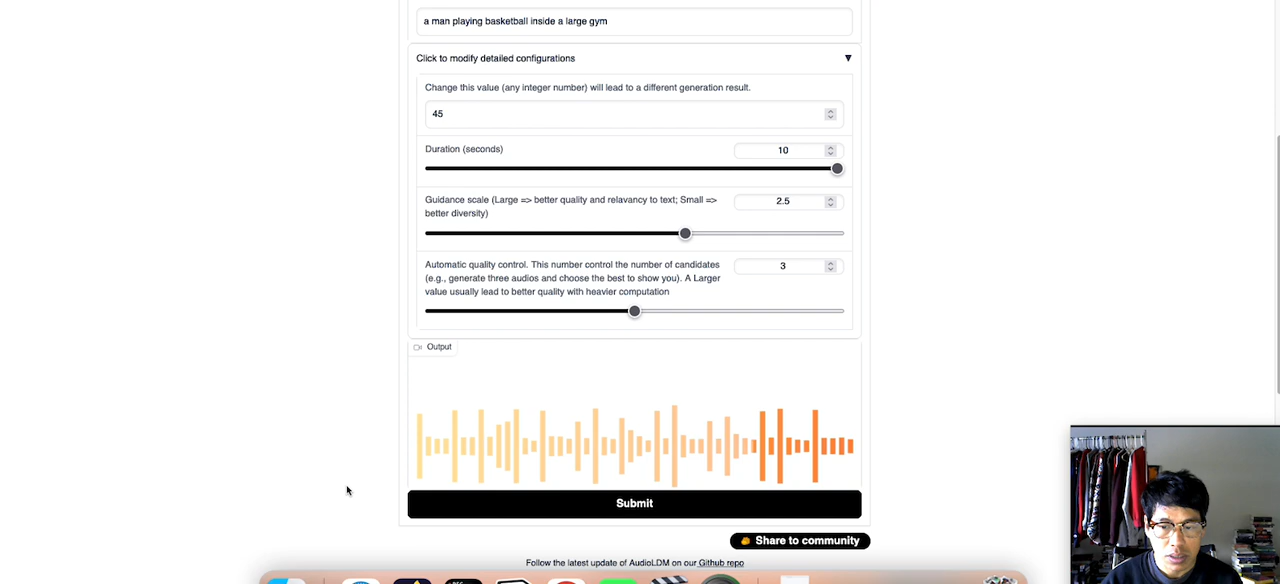 a man playing basketball inside a large gym
Click to modify detailed configurations
▼
Change this value (any integer number) will lead to a different generation result.
45
Duration (seconds)
10
Guidance scale (Large => better quality and relavancy to text; Small =>
better diversity)
2.5
Automatic quality control. This number control the number of candidates
(e.g., generate three audios and choose the best to show you). A Larger
value usually lead to better quality with heavier computation
3
Output
Submit
Share to community
Follow the latest update of AudioLDM on our Github repo